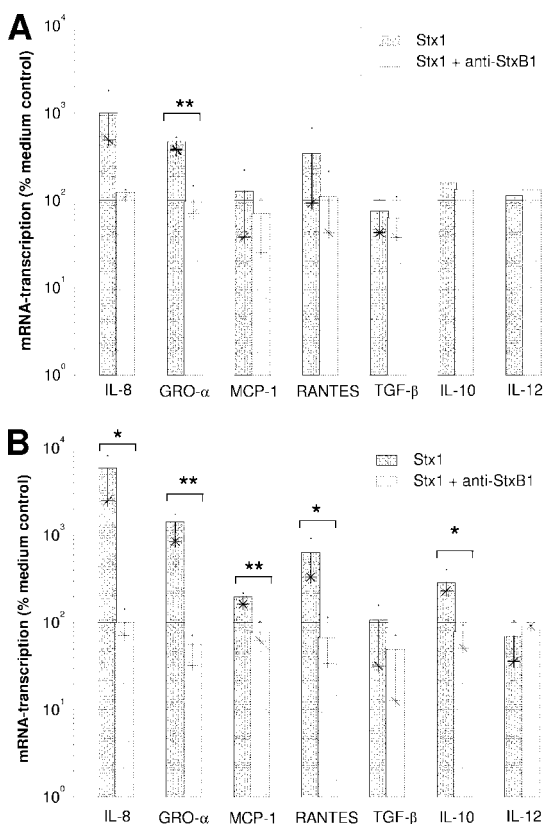 A
10⁴
Stx1
Stx1 + anti-StxB1
**
10³
10²
10¹
10⁰
mRNA-transcription (% medium control)
IL-8 GRO-α MCP-1 RANTES TGF-β IL-10 IL-12
B
10⁴
Stx1
Stx1 + anti-StxB1
*
**
**
*
*
10³
10²
10¹
10⁰
mRNA-transcription (% medium control)
IL-8 GRO-α MCP-1 RANTES TGF-β IL-10 IL-12